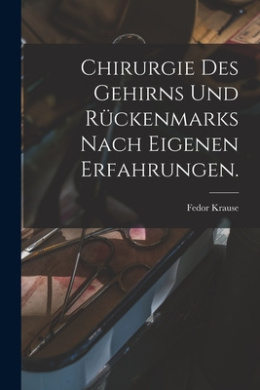 Chirurgie Des
Gehirns Und
Rückenmarks
Nach Eigenen
Erfahrungen.
Fedor Krause